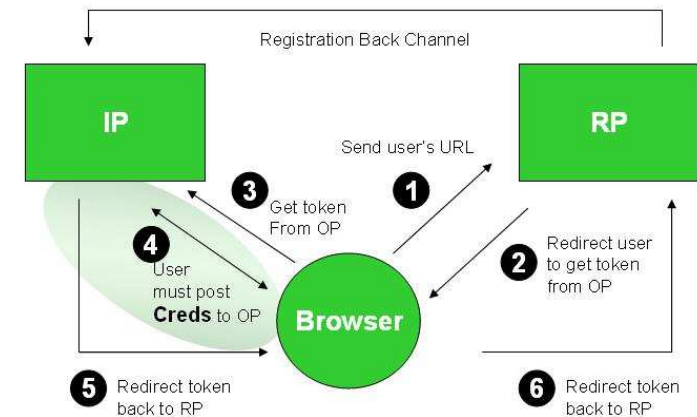 Registration Back Channel
IP
RP
Send user's URL
1
3
Get token
From OP
2
Redirect user
to get token
from OP
4
User
must post
Creds to OP
Browser
5
Redirect token
back to RP
6
Redirect token
back to RP